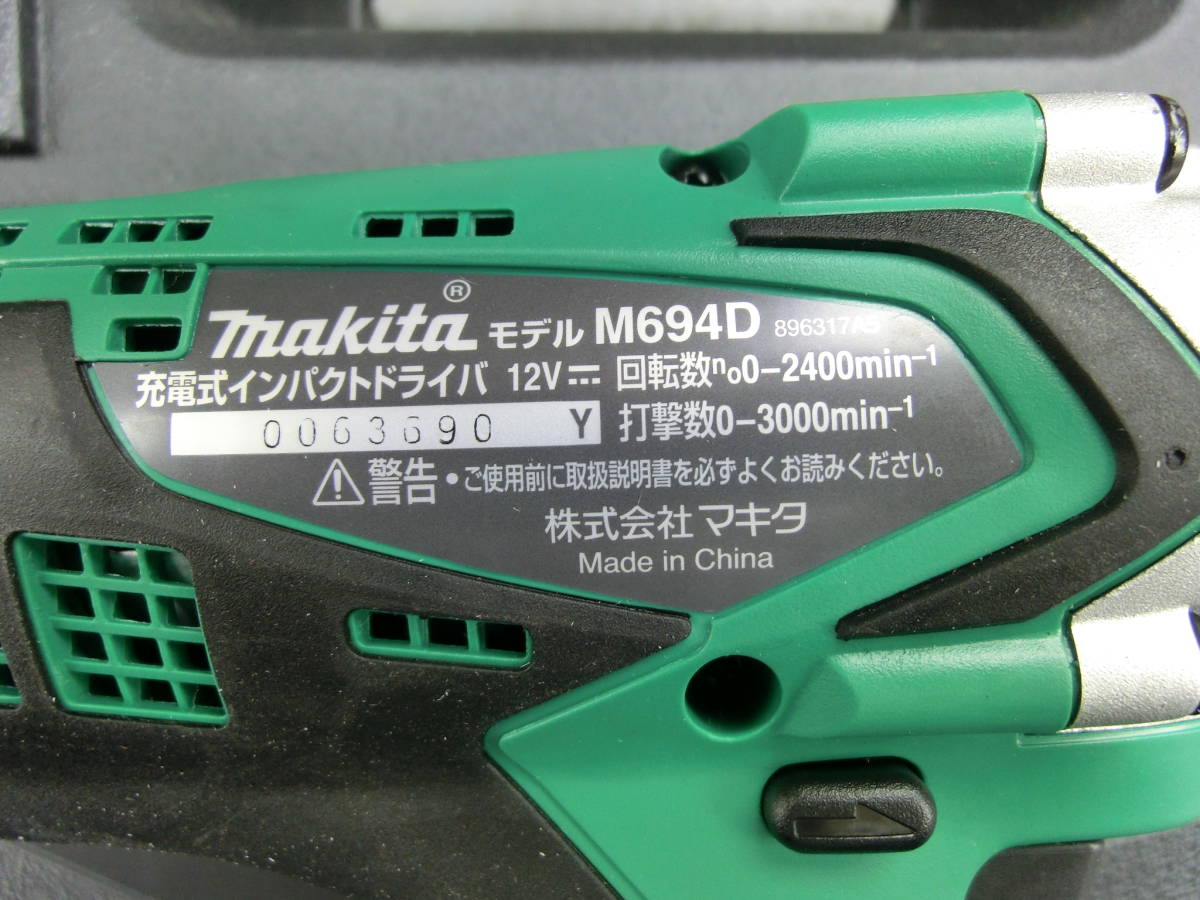 makita® モデル M694D 896317A5
充電式インパクトドライバ 12V⎓ 回転数n₀0-2400min⁻¹
0063690 Y 打撃数0-3000min⁻¹
⚠警告・ご使用前に取扱説明書を必ずよくお読みください。
株式会社マキタ
Made in China